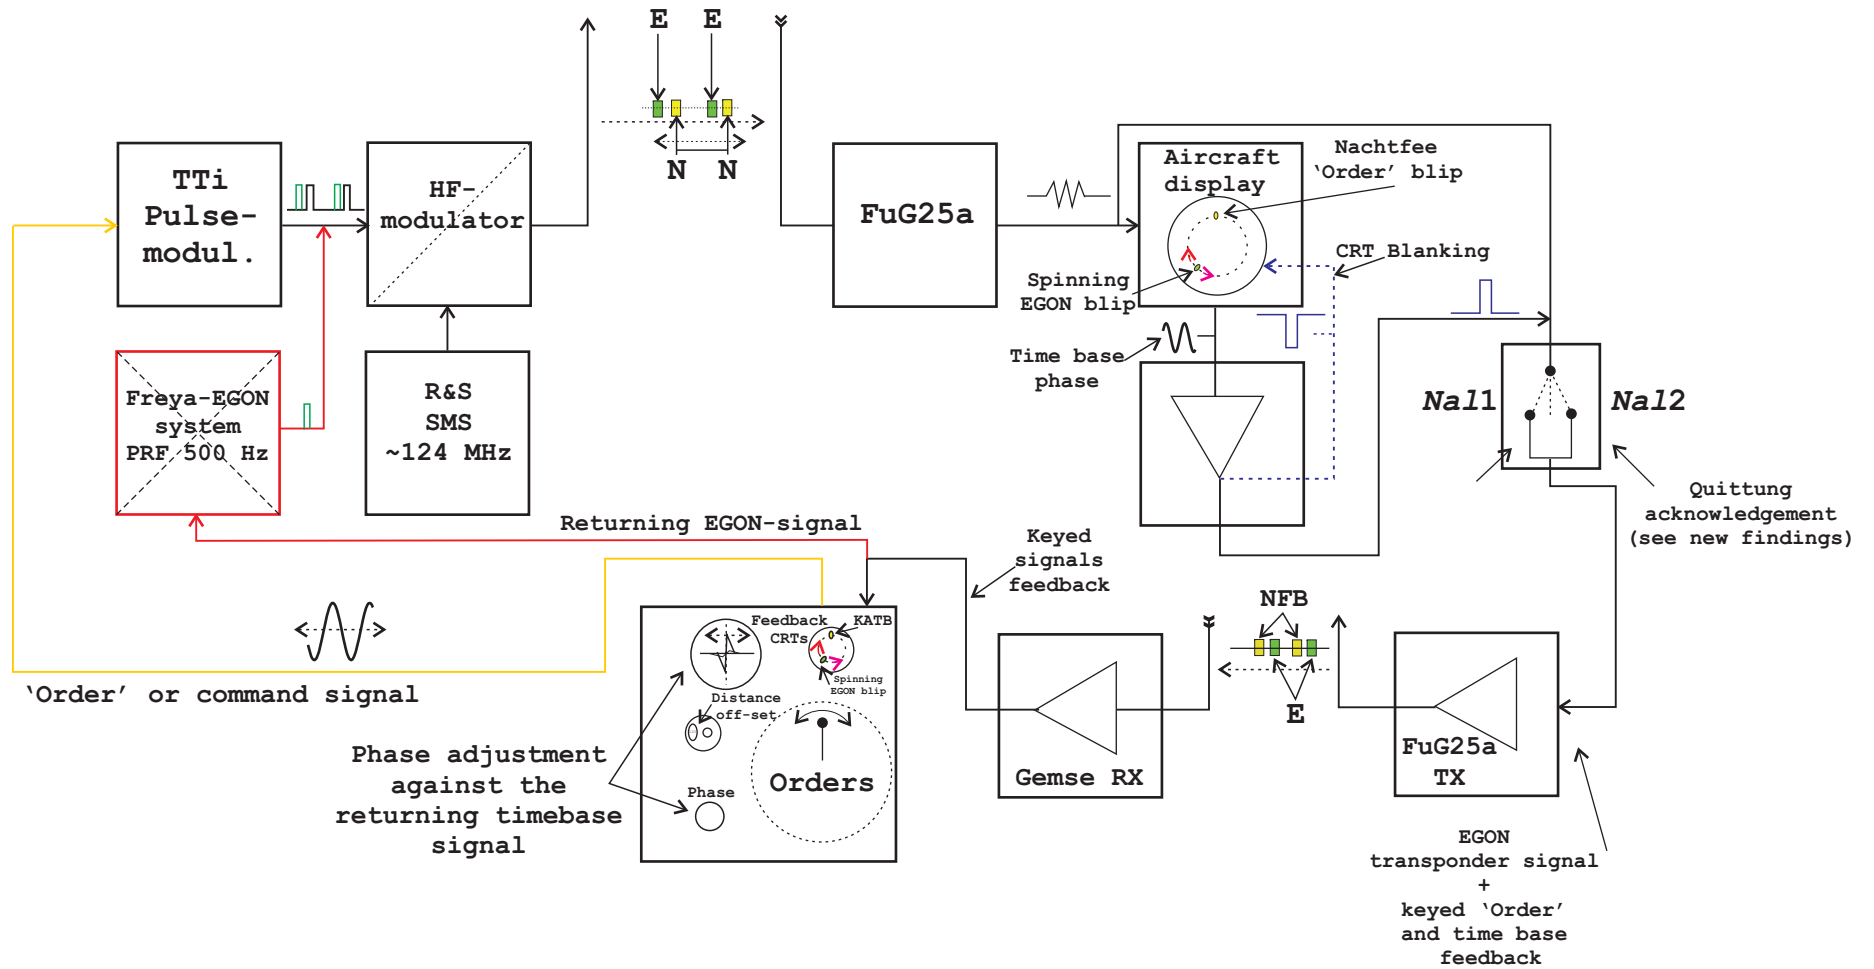 E E
N N
TTi
Pulse-
modul.
HF-
modulator
FuG25a
Aircraft
display
Nachtfee
‘Order’ blip
CRT Blanking
Spinning
EGON blip
Time base
phase
Freya-EGON
system
PRF 500 Hz
R&S
SMS
~124 MHz
Nal1
Nal2
Quittung
acknowledgement
(see new findings)
Returning EGON-signal
Keyed
signals
feedback
‘Order’ or command signal
Feedback
CRTs
KATB
Spinning
EGON blip
Distance
off-set
Phase
Orders
Phase adjustment
against the
returning timebase
signal
Gemse RX
NFB
E
FuG25a
TX
EGON
transponder signal
+
keyed ‘Order’
and time base
feedback